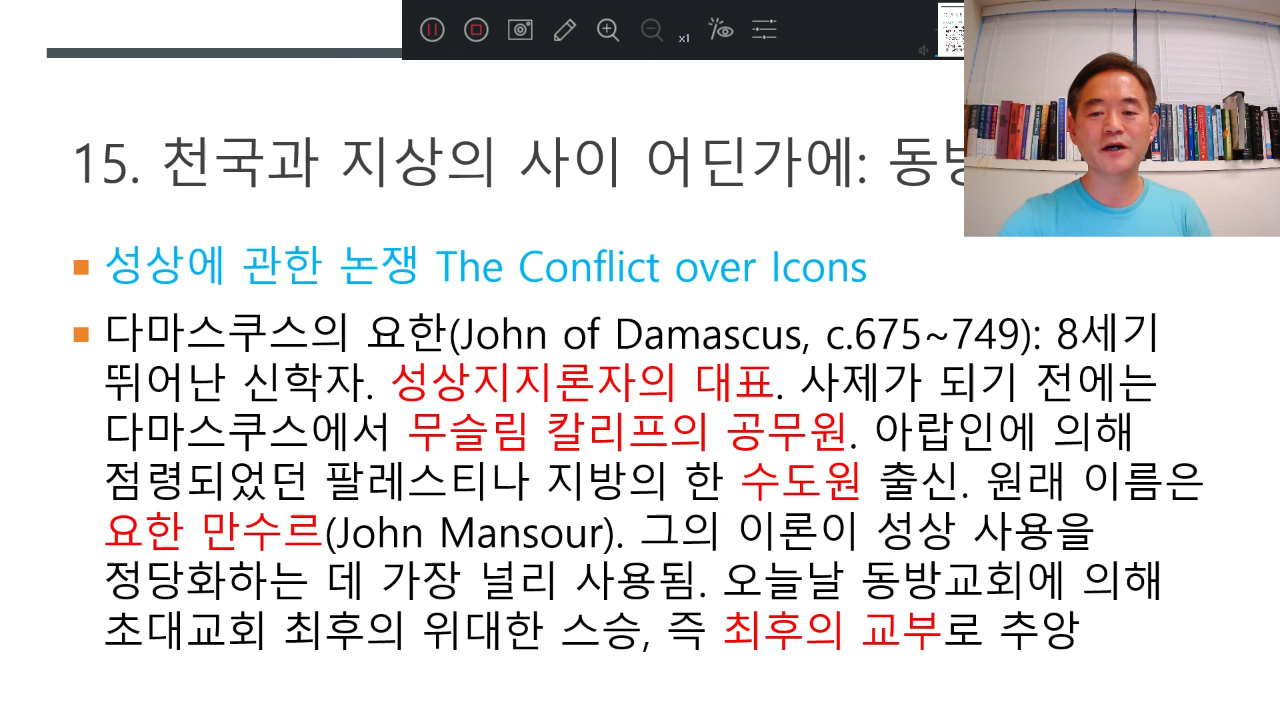 x1
15. 천국과 지상의 사이 어딘가에: 동방
성상에 관한 논쟁 The Conflict over Icons
다마스쿠스의 요한(John of Damascus, c.675~749): 8세기
뛰어난 신학자. 성상지지론자의 대표. 사제가 되기 전에는
다마스쿠스에서 무슬림 칼리프의 공무원. 아랍인에 의해
점령되었던 팔레스티나 지방의 한 수도원 출신. 원래 이름은
요한 만수르(John Mansour). 그의 이론이 성상 사용을
정당화하는 데 가장 널리 사용됨. 오늘날 동방교회에 의해
초대교회 최후의 위대한 스승, 즉 최후의 교부로 추앙